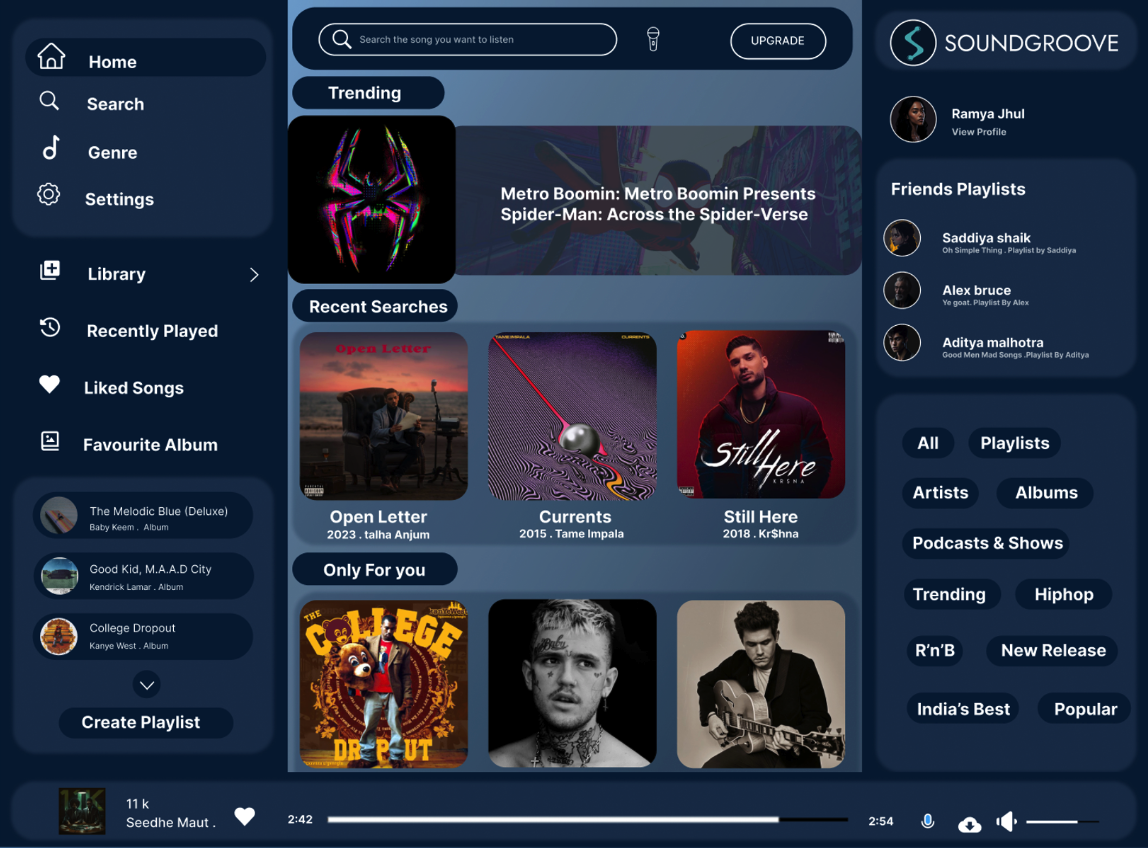 Home
Search
Genre
Settings
Library
Recently Played
Liked Songs
Favourite Album
The Melodic Blue (Deluxe)
Baby Keem . Album
Good Kid, M.A.A.D City
Kendrick Lamar . Album
College Dropout
Kanye West . Album
Create Playlist
Search the song you want to listen
UPGRADE
Trending
Metro Boomin: Metro Boomin Presents
Spider-Man: Across the Spider-Verse
Recent Searches
Open Letter
TAME IMPALA
CURRENTS
Still Here
KR$NA
Open Letter
2023 . talha Anjum
Currents
2015 . Tame Impala
Still Here
2018 . Kr$hna
Only For you
THE
COLLEGE
DROPOUT
SOUNDGROOVE
Ramya Jhul
View Profile
Friends Playlists
Saddiya shaik
Oh Simple Thing . Playlist by Saddiya
Alex bruce
Ye goat. Playlist By Alex
Aditya malhotra
Good Men Mad Songs .Playlist By Aditya
All
Playlists
Artists
Albums
Podcasts & Shows
Trending
Hiphop
R'n'B
New Release
India's Best
Popular
11 k
Seedhe Maut .
2:42
2:54